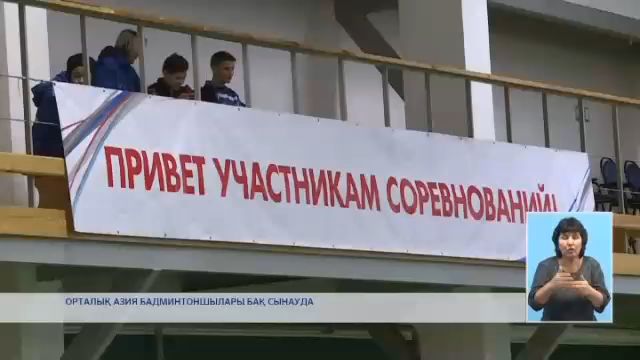 ПРИВЕТ УЧАСТНИКАМ СОРЕВНОВАНИЙ!
ОРТАЛЫҚ АЗИЯ БАДМИНТОНШЫЛАРЫ БАҚ СЫНАУДА